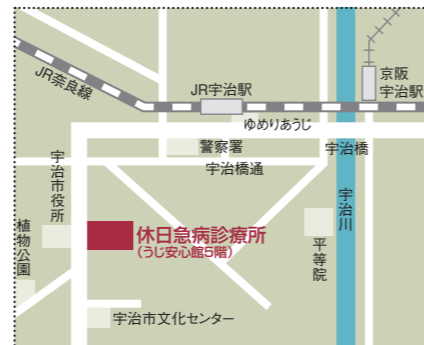 JR奈良線
JR宇治駅
京阪
宇治駅
ゆめりあうじ
警察署
宇治橋
宇治橋通
宇治市役所
宇治川
植物公園
休日急病診療所
(うじ安心館5階)
平等院
宇治市文化センター